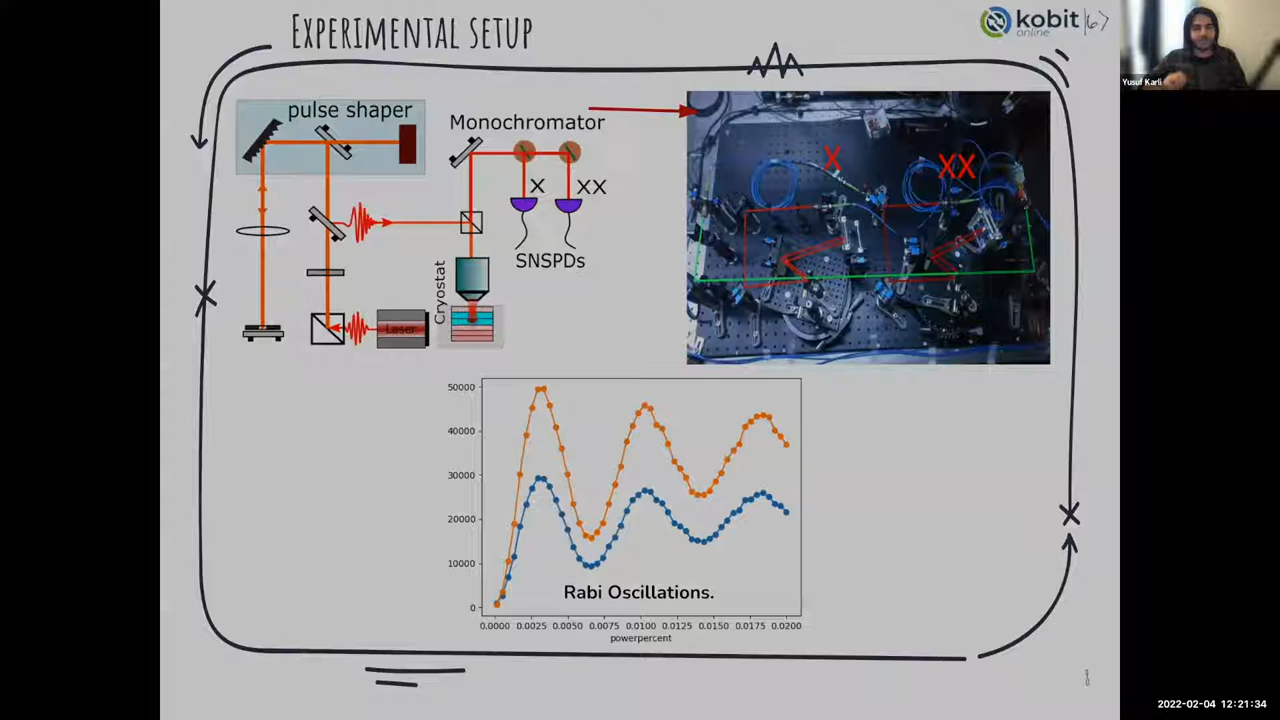 EXPERIMENTAL SETUP
kobit |6>
online
Yusuf Karli
pulse shaper
Monochromator
X
XX
SNSPDs
Cryostat
Laser
X
XX
50000
40000
30000
20000
10000
0
Rabi Oscillations.
0.0000 0.0025 0.0050 0.0075 0.0100 0.0125 0.0150 0.0175 0.0200
powerpercent
8
2022-02-04 12:21:34